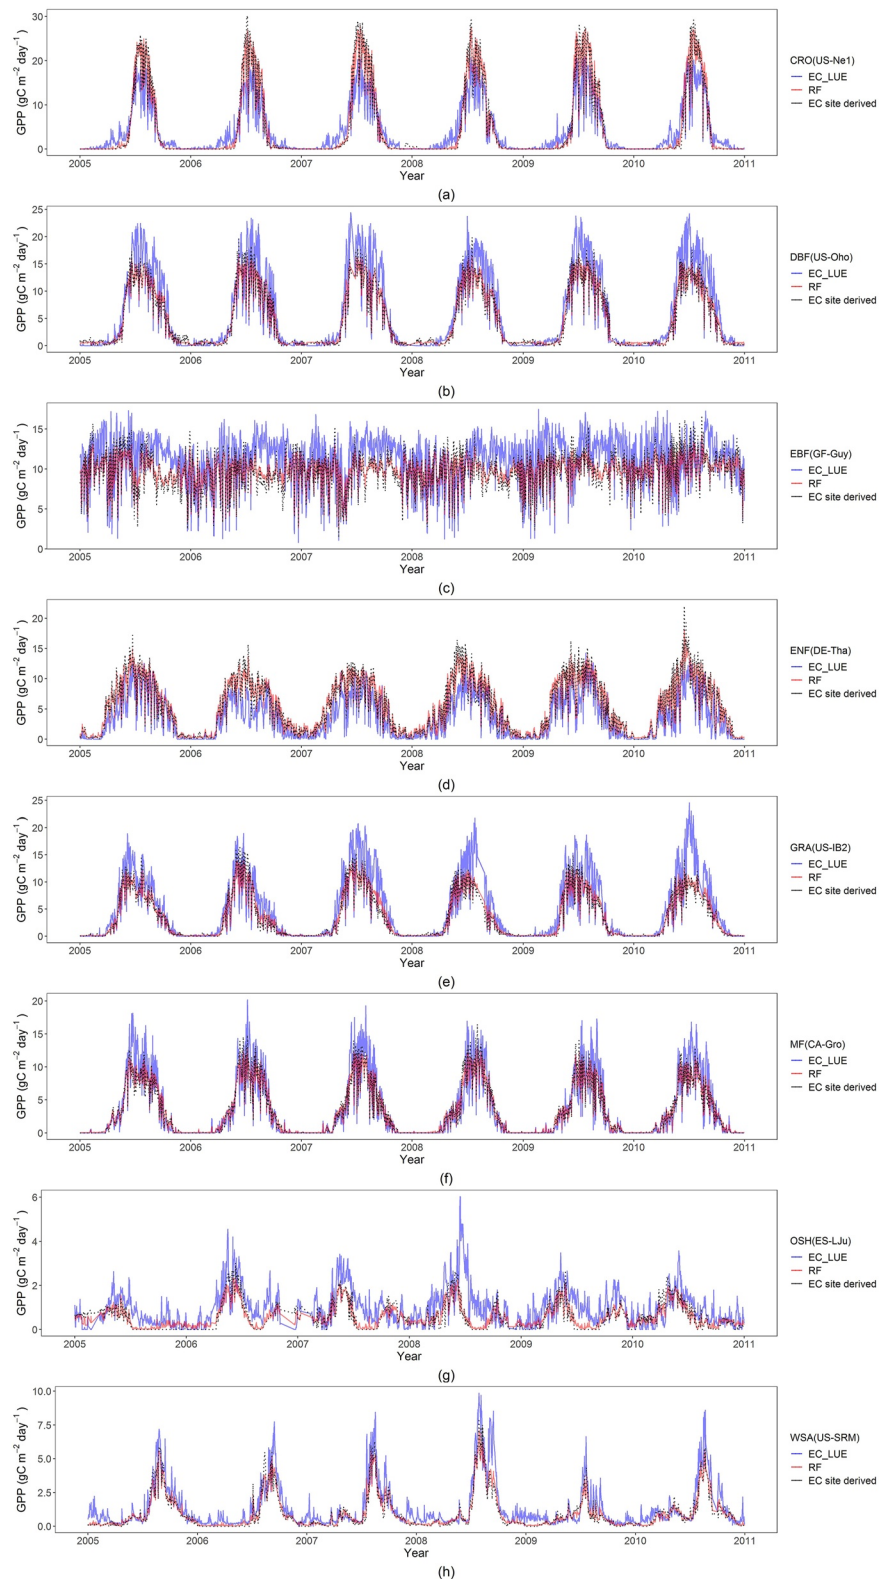 30
20
10
0
GPP (gC m⁻² day⁻¹)
2005 2006 2007 2008 2009 2010 2011
Year
CRO(US-Ne1)
EC_LUE
RF
EC site derived
(a)
25
20
15
10
5
0
GPP (gC m⁻² day⁻¹)
2005 2006 2007 2008 2009 2010 2011
Year
DBF(US-Oho)
EC_LUE
RF
EC site derived
(b)
15
10
5
0
GPP (gC m⁻² day⁻¹)
2005 2006 2007 2008 2009 2010 2011
Year
EBF(GF-Guy)
EC_LUE
RF
EC site derived
(c)
20
15
10
5
0
GPP (gC m⁻² day⁻¹)
2005 2006 2007 2008 2009 2010 2011
Year
ENF(DE-Tha)
EC_LUE
RF
EC site derived
(d)
25
20
15
10
5
0
GPP (gC m⁻² day⁻¹)
2005 2006 2007 2008 2009 2010 2011
Year
GRA(US-IB2)
EC_LUE
RF
EC site derived
(e)
20
15
10
5
0
GPP (gC m⁻² day⁻¹)
2005 2006 2007 2008 2009 2010 2011
Year
MF(CA-Gro)
EC_LUE
RF
EC site derived
(f)
6
4
2
0
GPP (gC m⁻² day⁻¹)
2005 2006 2007 2008 2009 2010 2011
Year
OSH(ES-LJu)
EC_LUE
RF
EC site derived
(g)
10.0
7.5
5.0
2.5
0.0
GPP (gC m⁻² day⁻¹)
2005 2006 2007 2008 2009 2010 2011
Year
WSA(US-SRM)
EC_LUE
RF
EC site derived
(h)